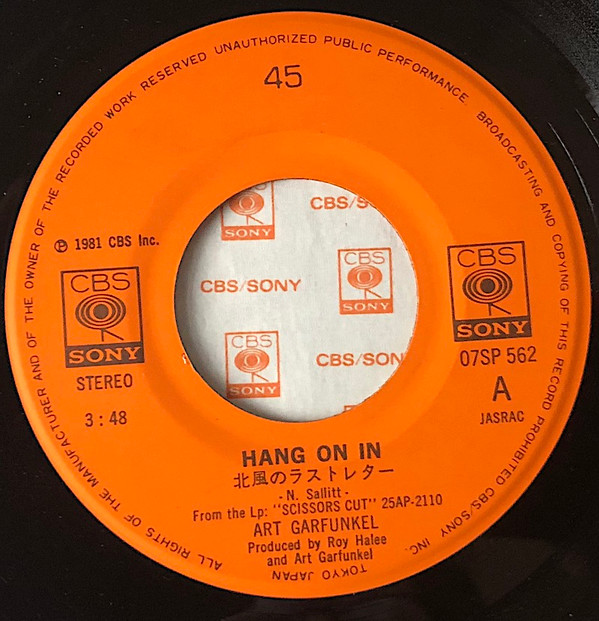 ALL RIGHTS OF THE MANUFACTURER AND OF THE OWNER OF THE RECORDED WORK RESERVED UNAUTHORIZED PUBLIC PERFORMANCE, BROADCASTING AND COPYING OF THIS RECORD PROHIBITED CBS/SONY INC.
45
℗ 1981 CBS Inc.
CBS
SONY
STEREO
3:48
CBS
SONY
07SP 562
A
JASRAC
SONY
CBS/S
CBS/SONY
CBS
SONY
CBS
SONY
CBS/SON
HANG ON IN
北風のラストレター
- N. Sallitt -
From the Lp: "SCISSORS CUT" 25AP-2110
ART GARFUNKEL
Produced by Roy Halee
and Art Garfunkel
TOKYO JAPAN